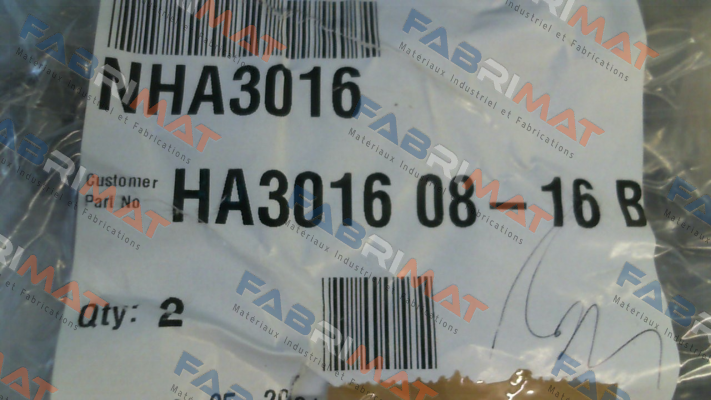 NHA3016
Customer
Part No
HA3016 08-16 B
Qty: 2
FABRIMAT
Materiaux Industriel et Fabrications